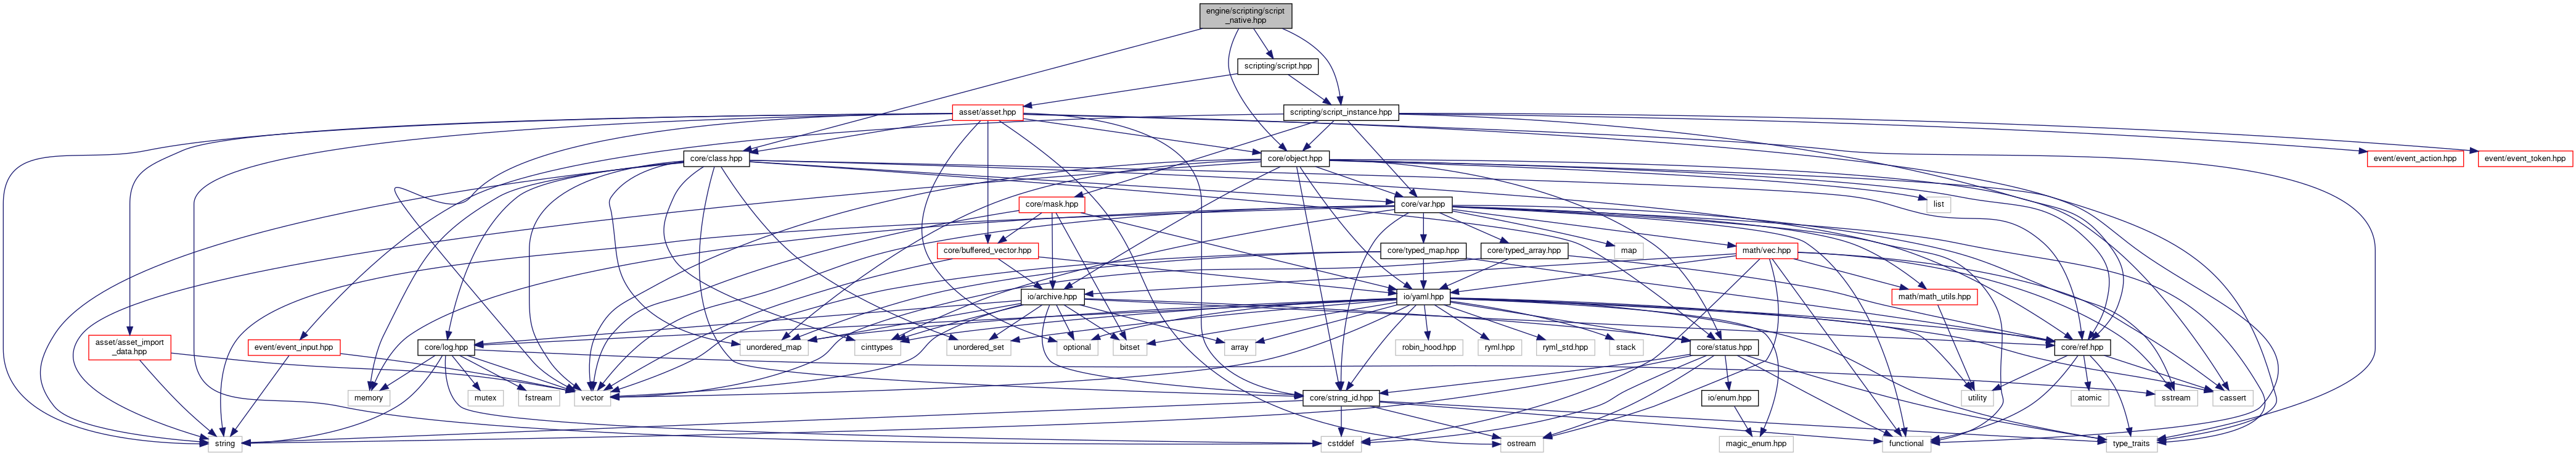 engine/scripting/script
_native.hpp
scripting/script.hpp
asset/asset.hpp
scripting/script_instance.hpp
core/class.hpp
core/object.hpp
event/event_action.hpp
event/event_token.hpp
core/mask.hpp
core/var.hpp
list
core/buffered_vector.hpp
core/typed_map.hpp
core/typed_array.hpp
map
math/vec.hpp
io/archive.hpp
io/yaml.hpp
math/math_utils.hpp
asset/asset_import
_data.hpp
event/event_input.hpp
core/log.hpp
unordered_map
cinttypes
unordered_set
optional
bitset
array
robin_hood.hpp
ryml.hpp
ryml_std.hpp
stack
core/status.hpp
core/ref.hpp
memory
mutex
fstream
vector
core/string_id.hpp
io/enum.hpp
utility
atomic
sstream
cassert
string
cstddef
ostream
magic_enum.hpp
functional
type_traits